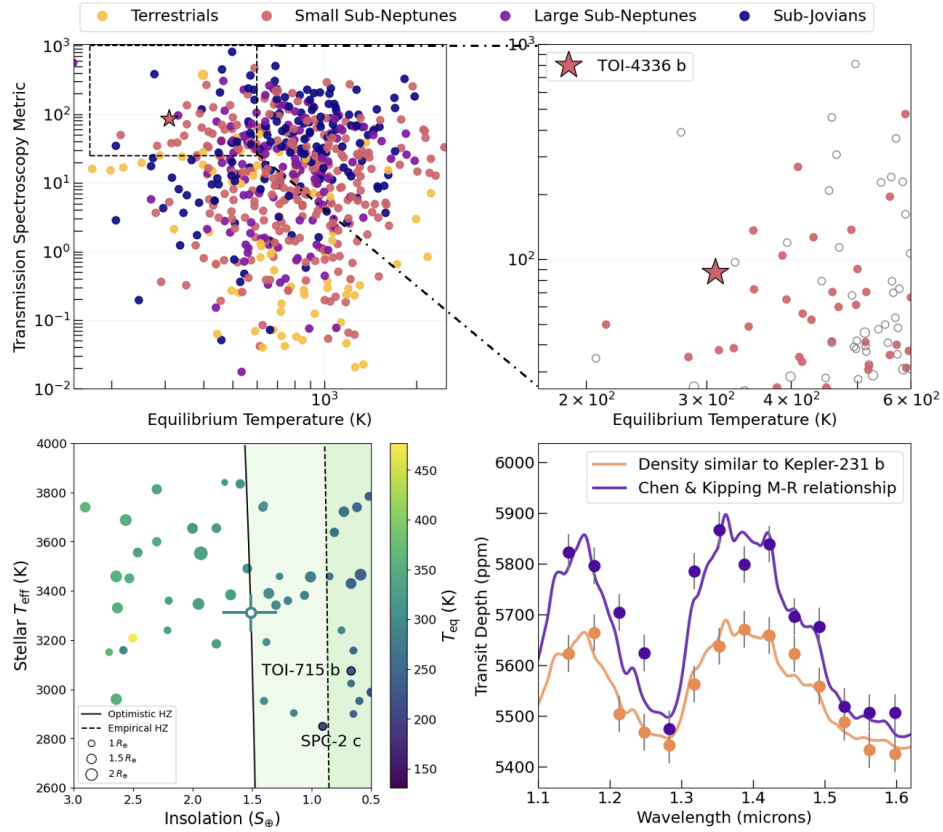 Terrestrials Small Sub-Neptunes Large Sub-Neptunes Sub-Jovians
Transmission Spectroscopy Metric
10³
10²
10¹
10⁰
10⁻¹
10⁻²
10³
Equilibrium Temperature (K)
TOI-4336 b
10³
10²
2 × 10² 3 × 10² 4 × 10² 6 × 10²
Equilibrium Temperature (K)
Stellar Teff (K)
4000
3800
3600
3400
3200
3000
2800
2600
TOI-715 b
SPC-2 c
Optimistic HZ
Empirical HZ
1 R⊕
1.5 R⊕
2 R⊕
3.0 2.5 2.0 1.5 1.0 0.5
Insolation (S⊕)
450
400
350
300
250
200
150
Teq (K)
Density similar to Kepler-231 b
Chen & Kipping M-R relationship
Transit Depth (ppm)
6000
5900
5800
5700
5600
5500
5400
1.1 1.2 1.3 1.4 1.5 1.6
Wavelength (microns)